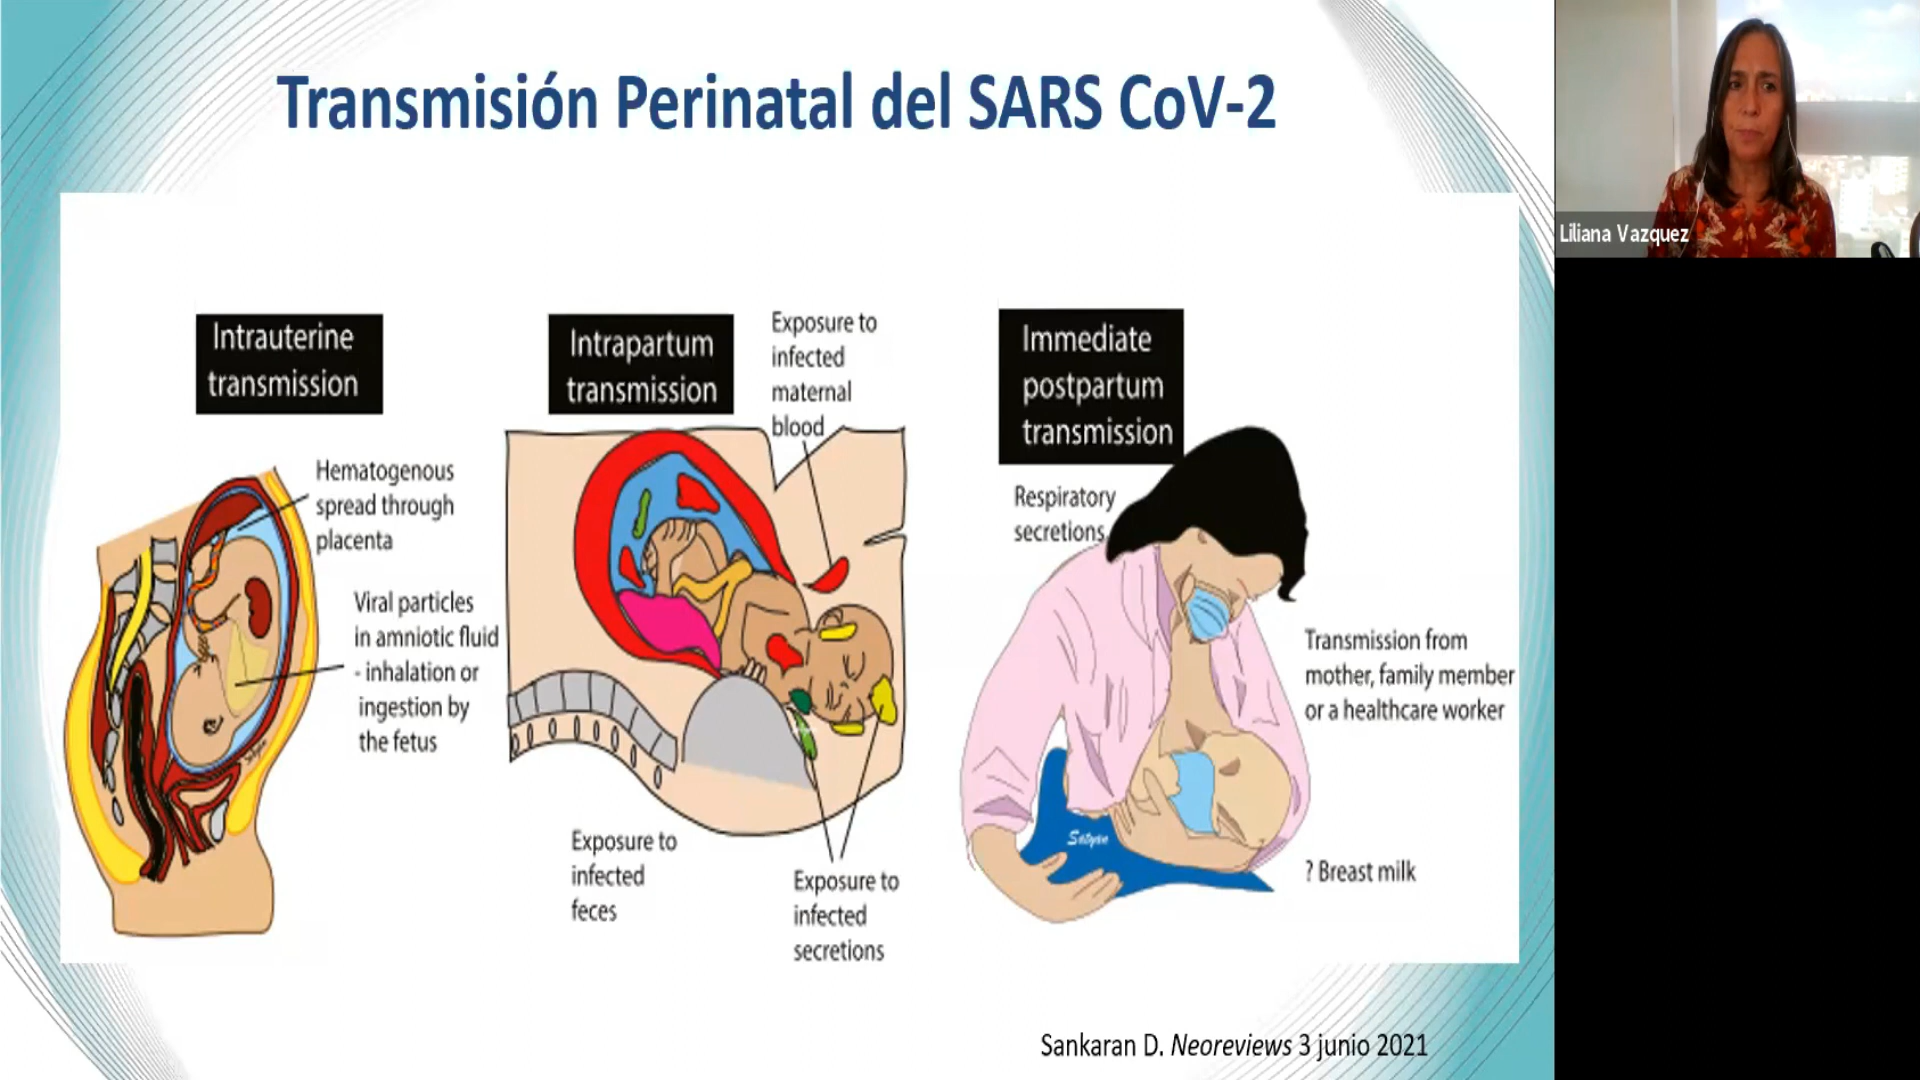 Transmisión Perinatal del SARS CoV-2
Liliana Vazquez
Intrauterine
transmission
Hematogenous
spread through
placenta
Viral particles
in amniotic fluid
- inhalation or
ingestion by
the fetus
Intrapartum
transmission
Exposure to
infected
maternal
blood
Exposure to
infected
feces
Exposure to
infected
secretions
Immediate
postpartum
transmission
Respiratory
secretions
Transmission from
mother, family member
or a healthcare worker
Satyan
? Breast milk
Sankaran D. Neoreviews 3 junio 2021